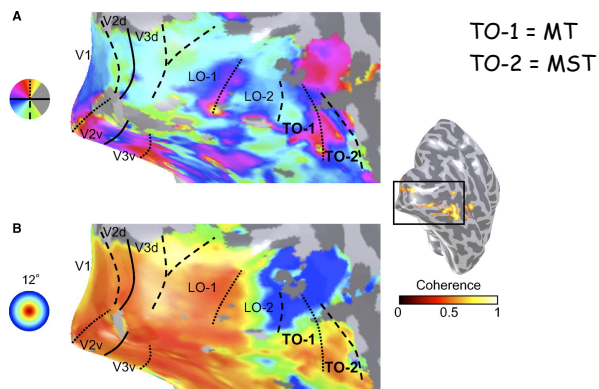 A
V2d
V3d
V1
LO-1
LO-2
TO-1
TO-2
V2v
V3v
TO-1 = MT
TO-2 = MST
Coherence
0 0.5 1
B
12°
V2d
V3d
V1
LO-1
LO-2
TO-1
TO-2
V2v
V3v